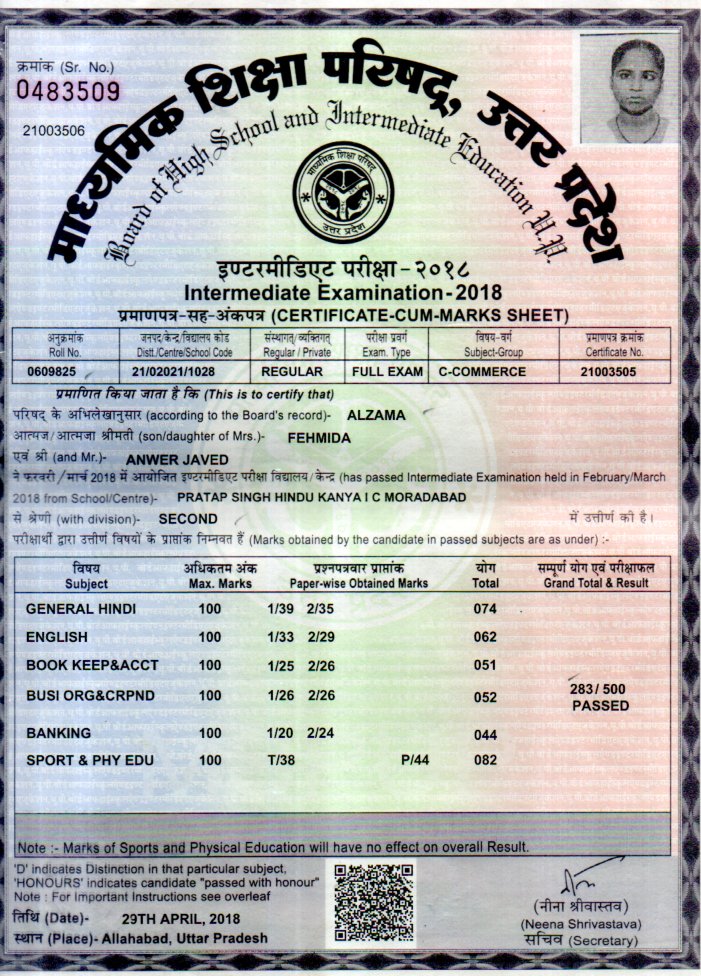 क्रमांक (Sr. No.)
0483509
21003506
माध्यमिक शिक्षा परिषद्, उत्तर प्रदेश
Board of High School and Intermediate Education U.P.
माध्यमिक शिक्षा परिषद
उत्तर प्रदेश
इण्टरमीडिएट परीक्षा - २०१८
Intermediate Examination - 2018
प्रमाणपत्र-सह-अंकपत्र (CERTIFICATE-CUM-MARKS SHEET)
अनुक्रमांक जनपद/केन्द्र/विद्यालय कोड संस्थागत/व्यक्तिगत परीक्षा प्रवर्ग विषय-वर्ग प्रमाणपत्र क्रमांक
Roll No. Distt./Centre/School Code Regular / Private Exam. Type Subject-Group Certificate No.
0609825 21/02021/1028 REGULAR FULL EXAM C-COMMERCE 21003505
प्रमाणित किया जाता है कि (This is to certify that)
परिषद् के अभिलेखानुसार (according to the Board's record)- ALZAMA
आत्मज/आत्मजा श्रीमती (son/daughter of Mrs.)- FEHMIDA
एवं श्री (and Mr.)- ANWER JAVED
ने फरवरी/मार्च 2018 में आयोजित इण्टरमीडिएट परीक्षा विद्यालय/केन्द्र (has passed Intermediate Examination held in February/March
2018 from School/Centre)- PRATAP SINGH HINDU KANYA I C MORADABAD
से श्रेणी (with division)- SECOND में उत्तीर्ण की है।
परीक्षार्थी द्वारा उत्तीर्ण विषयों के प्राप्तांक निम्नवत हैं (Marks obtained by the candidate in passed subjects are as under) :-
विषय अधिकतम अंक प्रश्नपत्रवार प्राप्तांक योग सम्पूर्ण योग एवं परीक्षाफल
Subject Max. Marks Paper-wise Obtained Marks Total Grand Total & Result
GENERAL HINDI 100 1/39 2/35 074
ENGLISH 100 1/33 2/29 062
BOOK KEEP&ACCT 100 1/25 2/26 051
BUSI ORG&CRPND 100 1/26 2/26 052 283/ 500
PASSED
BANKING 100 1/20 2/24 044
SPORT & PHY EDU 100 T/38 P/44 082
Note :- Marks of Sports and Physical Education will have no effect on overall Result.
'D' indicates Distinction in that particular subject,
'HONOURS' indicates candidate "passed with honour"
Note : For Important Instructions see overleaf
तिथि (Date)- 29TH APRIL, 2018
स्थान (Place)- Allahabad, Uttar Pradesh
(नीना श्रीवास्तव)
(Neena Shrivastava)
सचिव (Secretary)